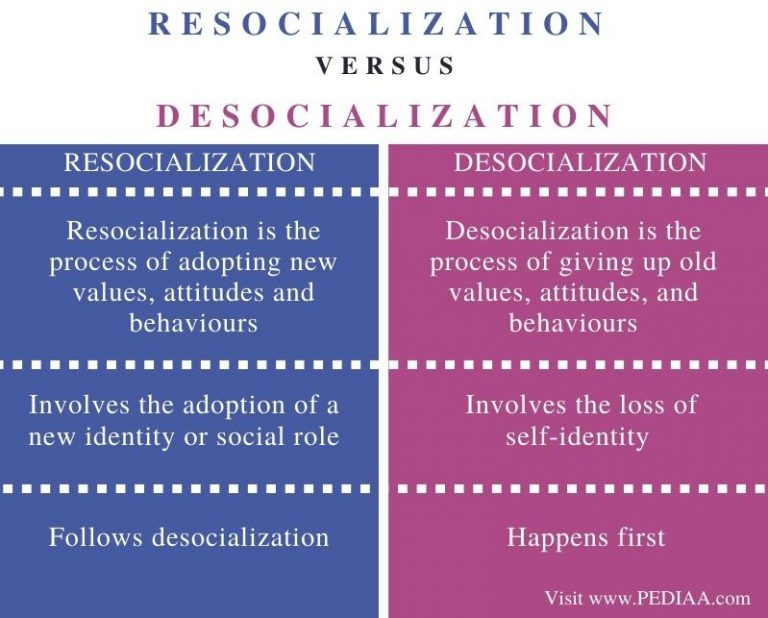 RESOCIALIZATION
VERSUS
DESOCIALIZATION
RESOCIALIZATION
Resocialization is the
process of adopting new
values, attitudes and
behaviours
Involves the adoption of a
new identity or social role
Follows desocialization
DESOCIALIZATION
Desocialization is the
process of giving up old
values, attitudes, and
behaviours
Involves the loss of
self-identity
Happens first
Visit www.PEDIAA.com